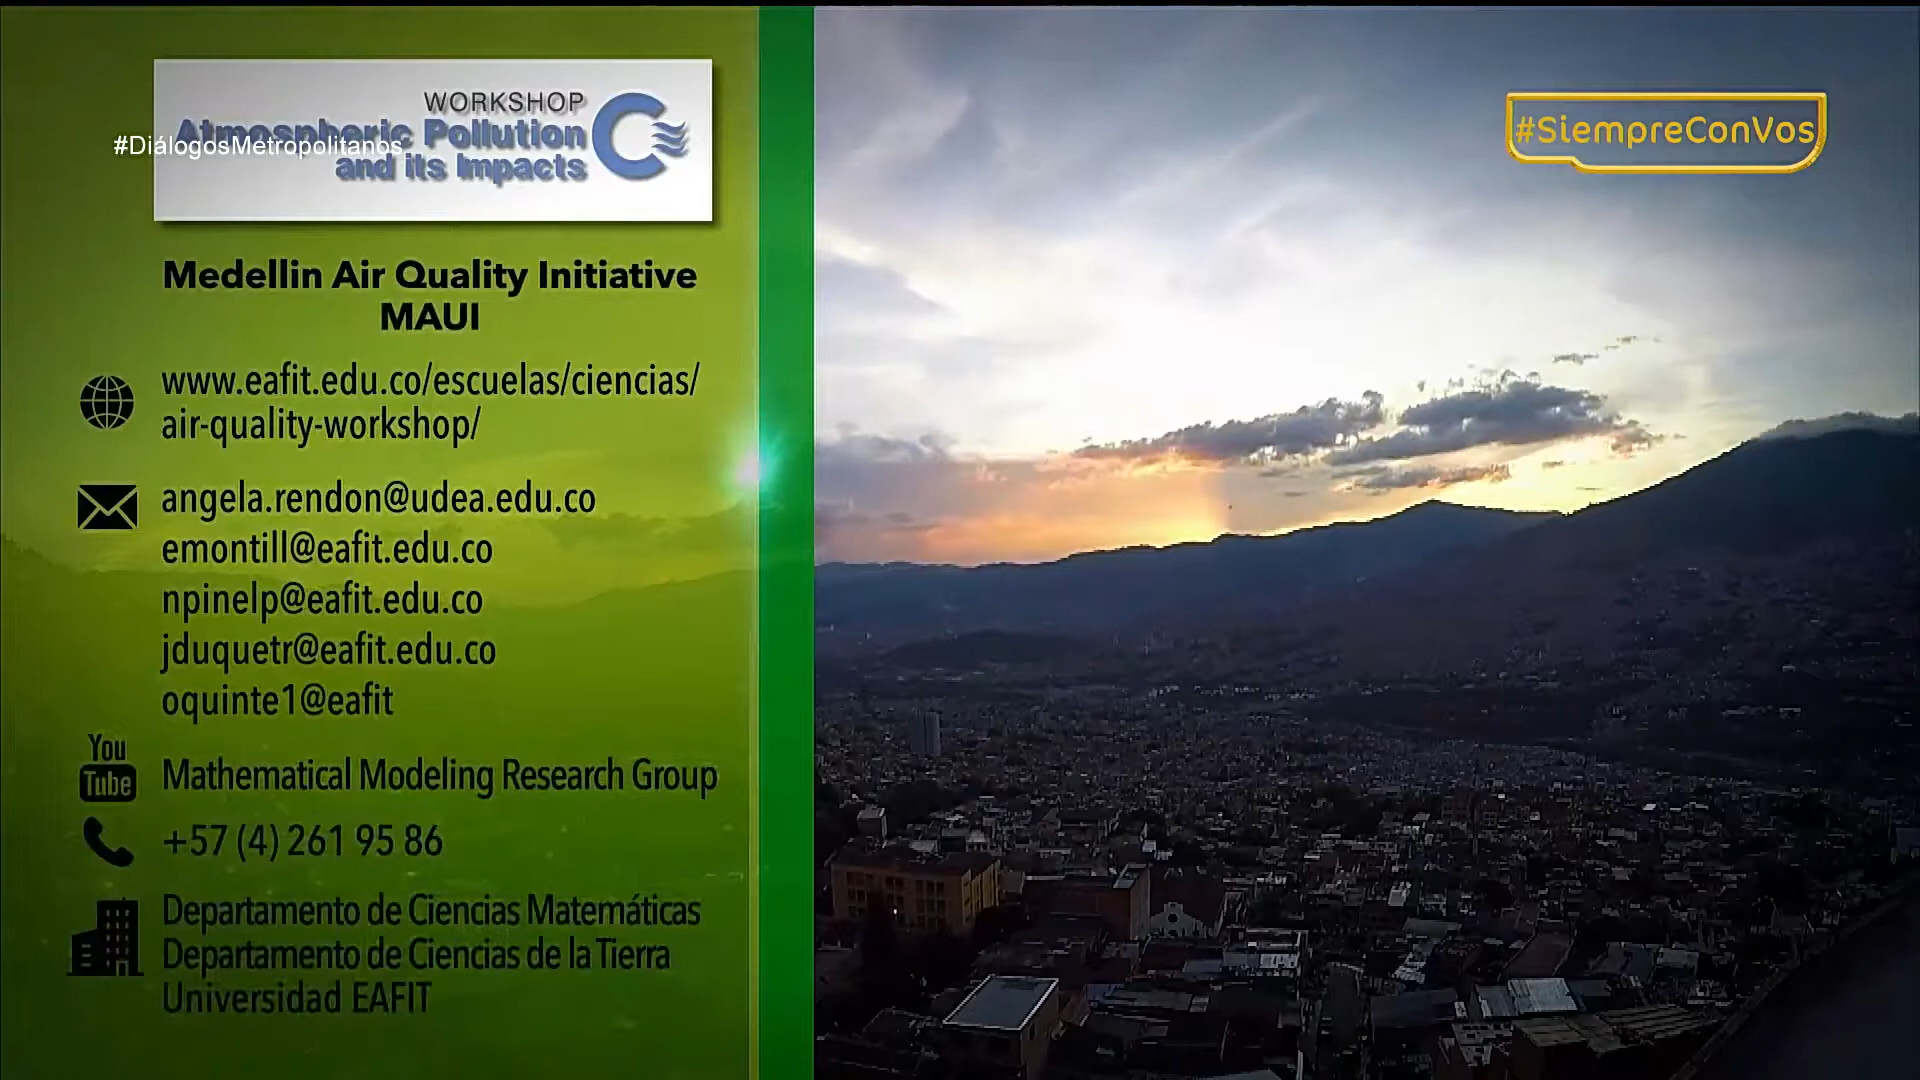 WORKSHOP
Atmospheric Pollution
and its Impacts
#DiálogosMetropolitanos
#SiempreConVos
Medellin Air Quality Initiative
MAUI
www.eafit.edu.co/escuelas/ciencias/
air-quality-workshop/
angela.rendon@udea.edu.co
emontill@eafit.edu.co
npinelp@eafit.edu.co
jduquetr@eafit.edu.co
oquinte1@eafit
You
Tube
Mathematical Modeling Research Group
+57 (4) 261 95 86
Departamento de Ciencias Matemáticas
Departamento de Ciencias de la Tierra
Universidad EAFIT